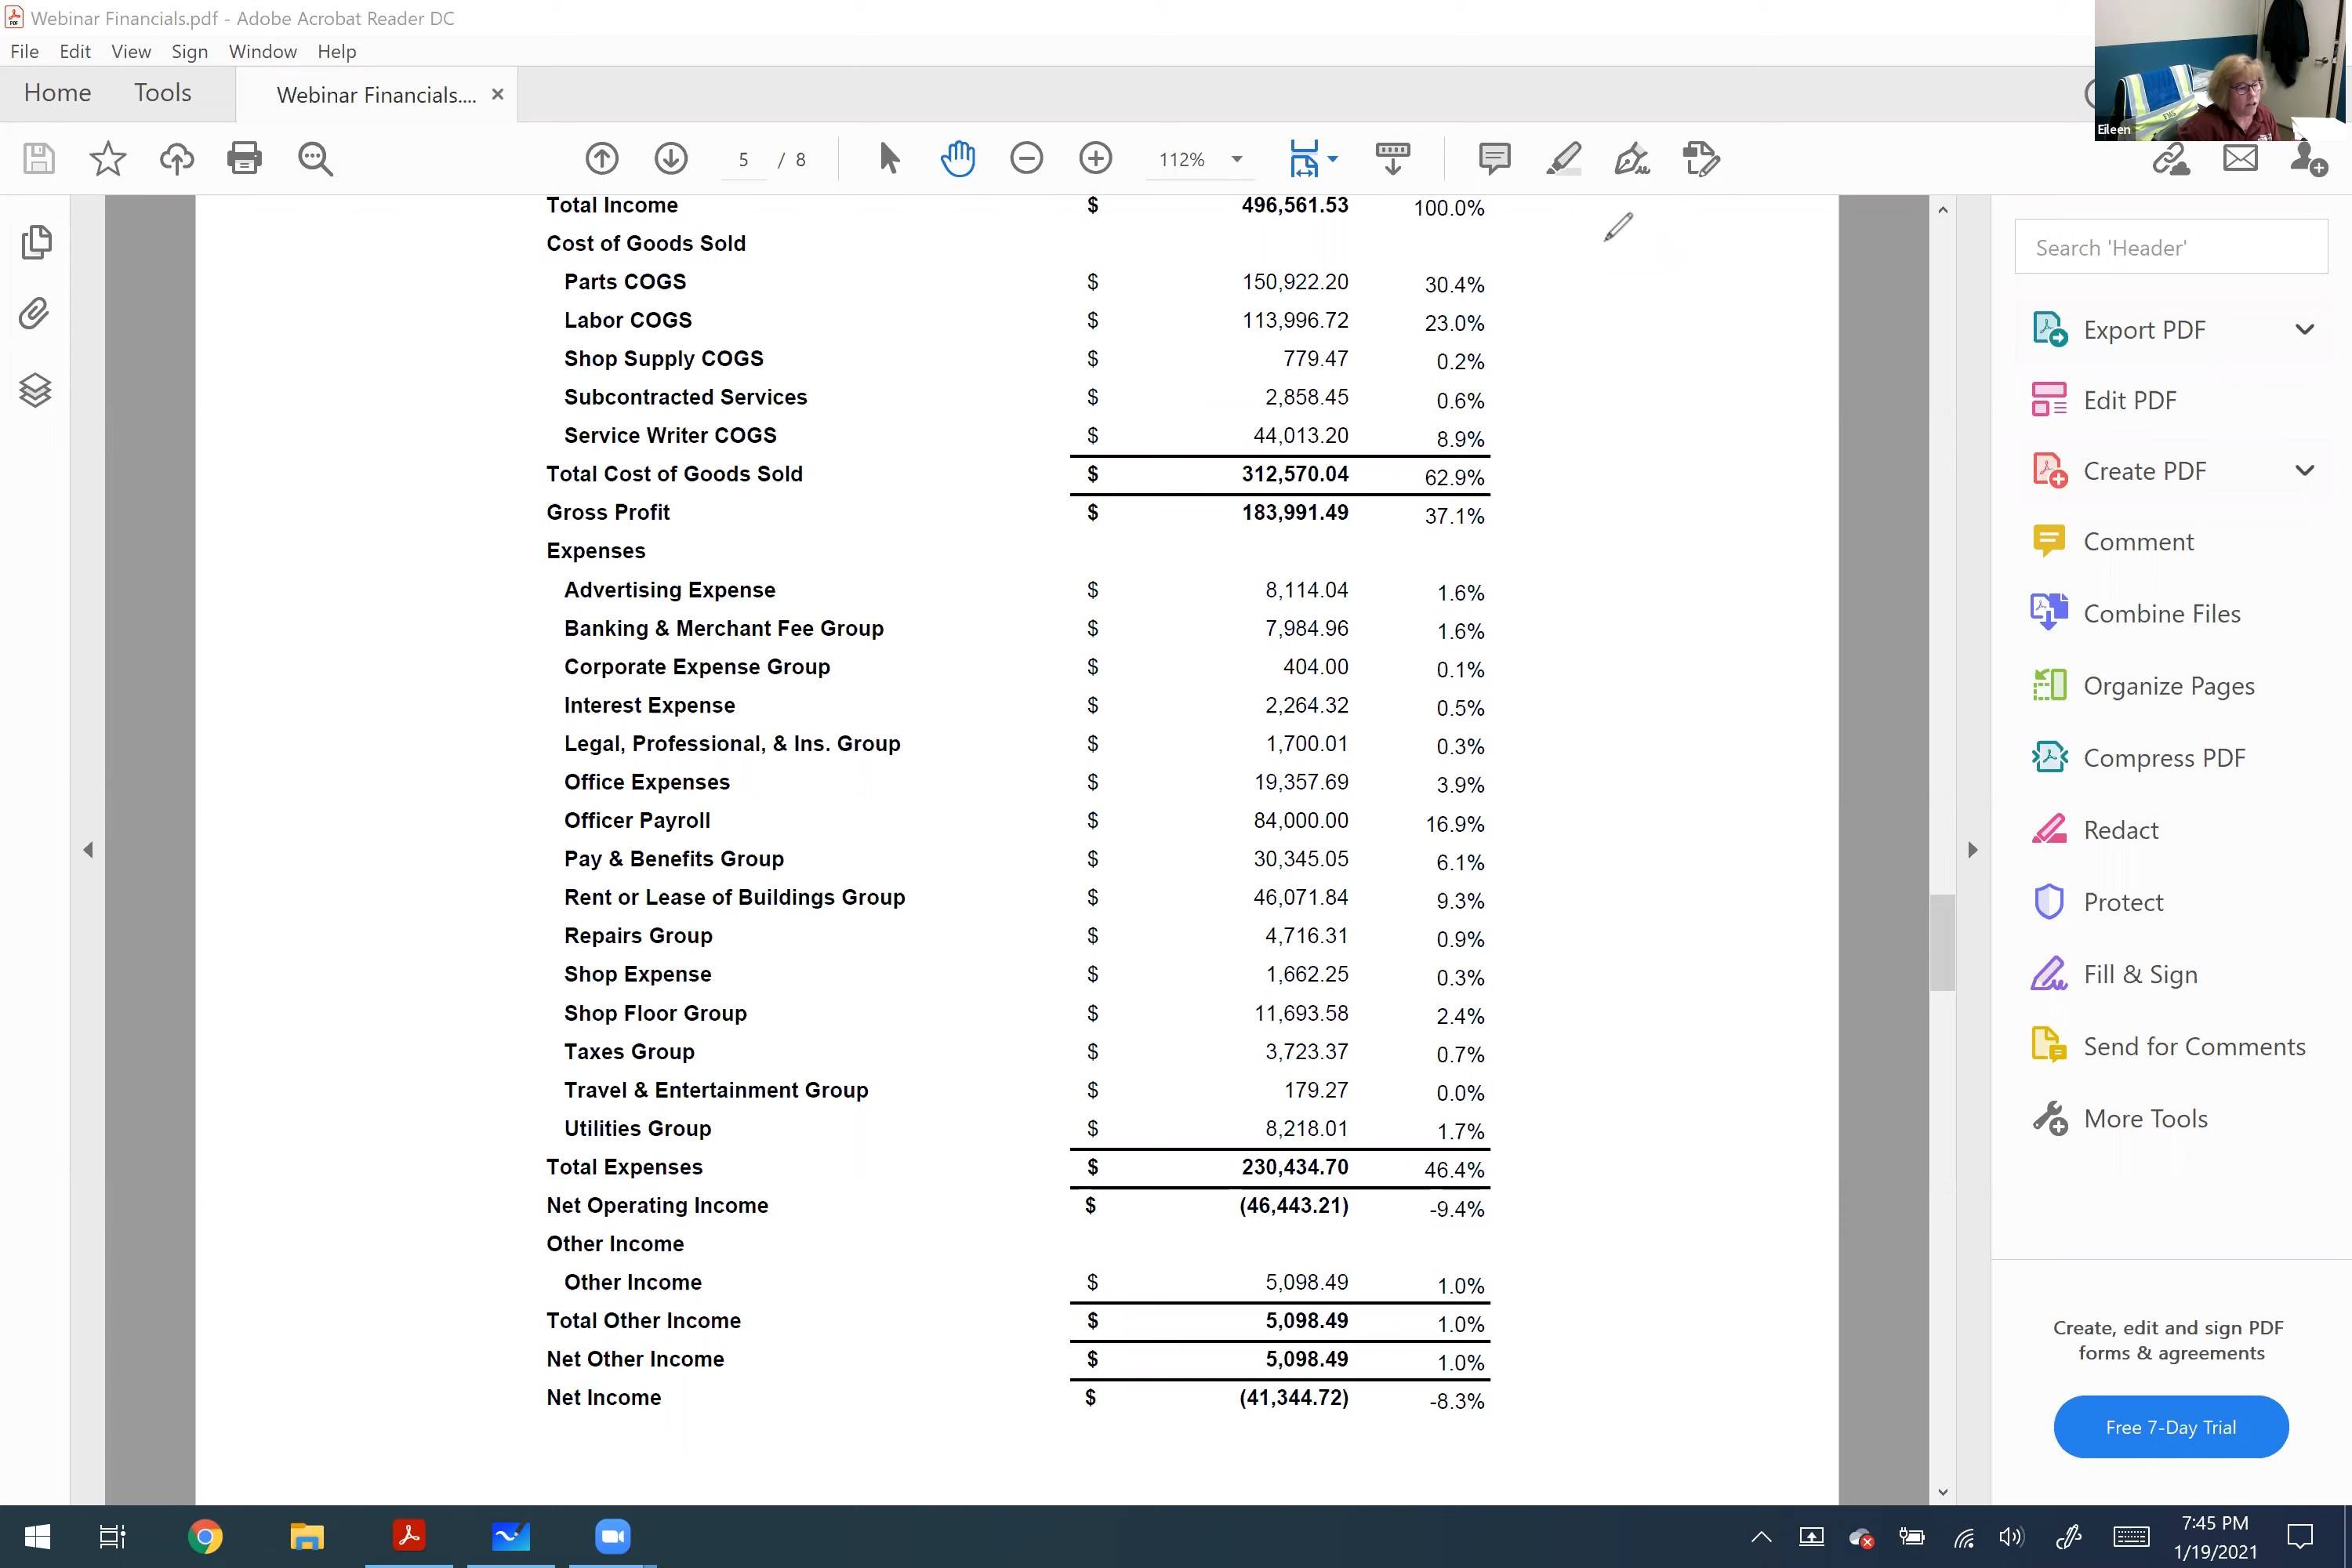 Webinar Financials.pdf - Adobe Acrobat Reader DC
File Edit View Sign Window Help
Home Tools Webinar Financials.... ×
5 / 8 112%
Eileen
Total Income $ 496,561.53 100.0%
Cost of Goods Sold
Parts COGS $ 150,922.20 30.4%
Labor COGS $ 113,996.72 23.0%
Shop Supply COGS $ 779.47 0.2%
Subcontracted Services $ 2,858.45 0.6%
Service Writer COGS $ 44,013.20 8.9%
Total Cost of Goods Sold $ 312,570.04 62.9%
Gross Profit $ 183,991.49 37.1%
Expenses
Advertising Expense $ 8,114.04 1.6%
Banking & Merchant Fee Group $ 7,984.96 1.6%
Corporate Expense Group $ 404.00 0.1%
Interest Expense $ 2,264.32 0.5%
Legal, Professional, & Ins. Group $ 1,700.01 0.3%
Office Expenses $ 19,357.69 3.9%
Officer Payroll $ 84,000.00 16.9%
Pay & Benefits Group $ 30,345.05 6.1%
Rent or Lease of Buildings Group $ 46,071.84 9.3%
Repairs Group $ 4,716.31 0.9%
Shop Expense $ 1,662.25 0.3%
Shop Floor Group $ 11,693.58 2.4%
Taxes Group $ 3,723.37 0.7%
Travel & Entertainment Group $ 179.27 0.0%
Utilities Group $ 8,218.01 1.7%
Total Expenses $ 230,434.70 46.4%
Net Operating Income $ (46,443.21) -9.4%
Other Income
Other Income $ 5,098.49 1.0%
Total Other Income $ 5,098.49 1.0%
Net Other Income $ 5,098.49 1.0%
Net Income $ (41,344.72) -8.3%
Search 'Header'
Export PDF
Edit PDF
Create PDF
Comment
Combine Files
Organize Pages
Compress PDF
Redact
Protect
Fill & Sign
Send for Comments
More Tools
Create, edit and sign PDF
forms & agreements
Free 7-Day Trial
7:45 PM
1/19/2021